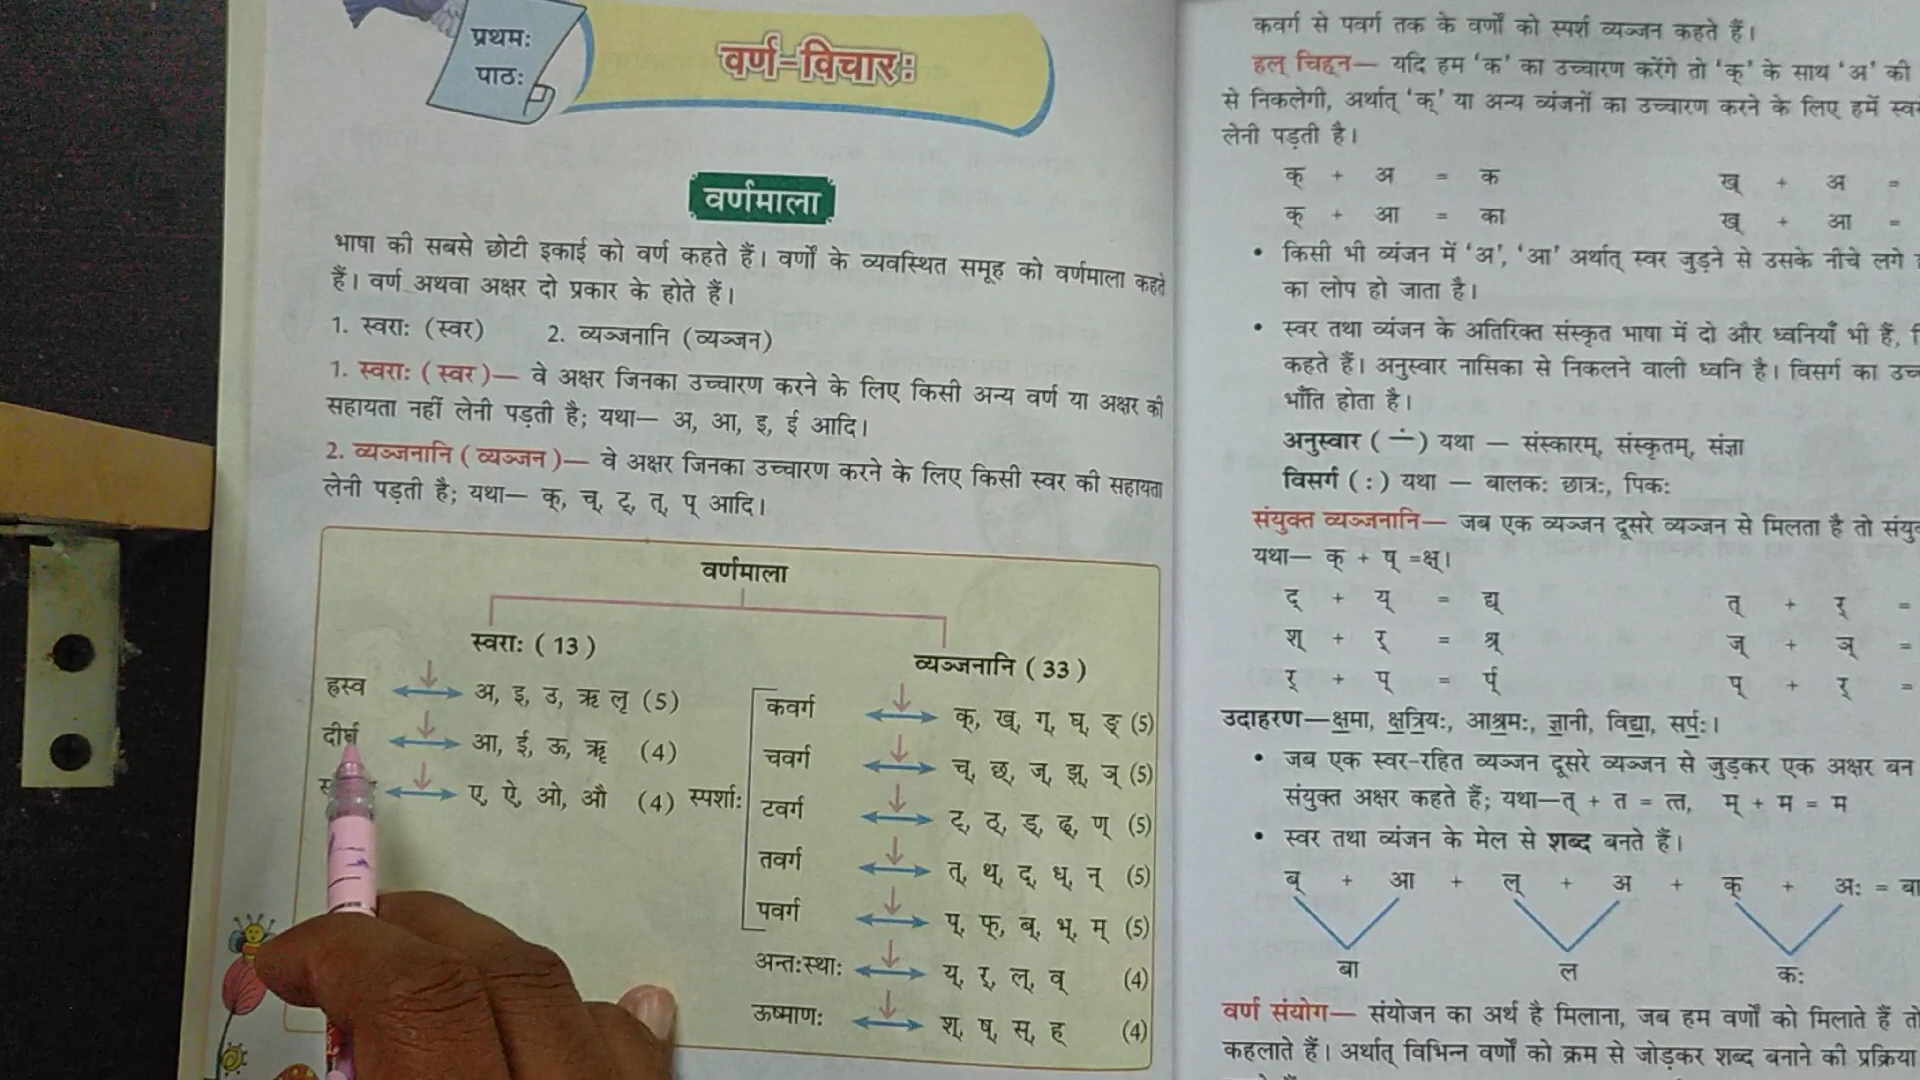 प्रथमः
पाठः
वर्ण-विचारः
वर्णमाला
भाषा की सबसे छोटी इकाई को वर्ण कहते हैं। वर्णों के व्यवस्थित समूह को वर्णमाला कहते
हैं। वर्ण अथवा अक्षर दो प्रकार के होते हैं।
1. स्वराः (स्वर) 2. व्यञ्जनानि (व्यञ्जन)
1. स्वराः (स्वर)— वे अक्षर जिनका उच्चारण करने के लिए किसी अन्य वर्ण या अक्षर की
सहायता नहीं लेनी पड़ती है; यथा— अ, आ, इ, ई आदि।
2. व्यञ्जनानि (व्यञ्जन)— वे अक्षर जिनका उच्चारण करने के लिए किसी स्वर की सहायता
लेनी पड़ती है; यथा— क्, च्, ट्, त्, प् आदि।
वर्णमाला
स्वराः (13)
ह्रस्व अ, इ, उ, ऋ लृ (5)
दीर्घ आ, ई, ऊ, ॠ (4)
ए, ऐ, ओ, औ (4)
व्यञ्जनानि (33)
स्पर्शाः
कवर्ग क्, ख्, ग्, घ्, ङ् (5)
चवर्ग च्, छ्, ज्, झ्, ञ् (5)
टवर्ग ट्, ठ्, ड्, ढ्, ण् (5)
तवर्ग त्, थ्, द्, ध्, न् (5)
पवर्ग प्, फ्, ब्, भ्, म् (5)
अन्तःस्थाः य्, र्, ल्, व् (4)
ऊष्माणः श्, ष्, स्, ह् (4)
कवर्ग से पवर्ग तक के वर्णों को स्पर्श व्यञ्जन कहते हैं।
हल् चिह्न— यदि हम ‘क’ का उच्चारण करेंगे तो ‘क्’ के साथ ‘अ’ की
से निकलेगी, अर्थात् ‘क्’ या अन्य व्यंजनों का उच्चारण करने के लिए हमें
लेनी पड़ती है।
क् + अ = क ख् + अ =
क् + आ = का ख् + आ =
• किसी भी व्यंजन में ‘अ’, ‘आ’ अर्थात् स्वर जुड़ने से उसके नीचे लगे
का लोप हो जाता है।
• स्वर तथा व्यंजन के अतिरिक्त संस्कृत भाषा में दो और ध्वनियाँ भी हैं,
कहते हैं। अनुस्वार नासिका से निकलने वाली ध्वनि है। विसर्ग का
भाँति होता है।
अनुस्वार (—ं) यथा — संस्कारम्, संस्कृतम्, संज्ञा
विसर्ग (:) यथा — बालकः छात्रः, पिकः
संयुक्त व्यञ्जनानि— जब एक व्यञ्जन दूसरे व्यञ्जन से मिलता है तो
यथा— क् + ष् =क्ष्।
द् + य् = द्य् त् + र् =
श् + र् = श्र् ज् + ञ् =
र् + प् = र्प् प् + र् =
उदाहरण—क्षमा, क्षत्रियः, आश्रमः, ज्ञानी, विद्या, सर्पः।
• जब एक स्वर-रहित व्यञ्जन दूसरे व्यञ्जन से जुड़कर एक अक्षर बन
संयुक्त अक्षर कहते हैं; यथा—त् + त = त्त, म् + म = म
• स्वर तथा व्यंजन के मेल से शब्द बनते हैं।
ब् + आ + ल् + अ + क् + अः =
बा ल कः
वर्ण संयोग— संयोजन का अर्थ है मिलाना, जब हम वर्णों को मिलाते हैं तो
कहलाते हैं। अर्थात् विभिन्न वर्णों को क्रम से जोड़कर शब्द बनाने की प्रक्रिया